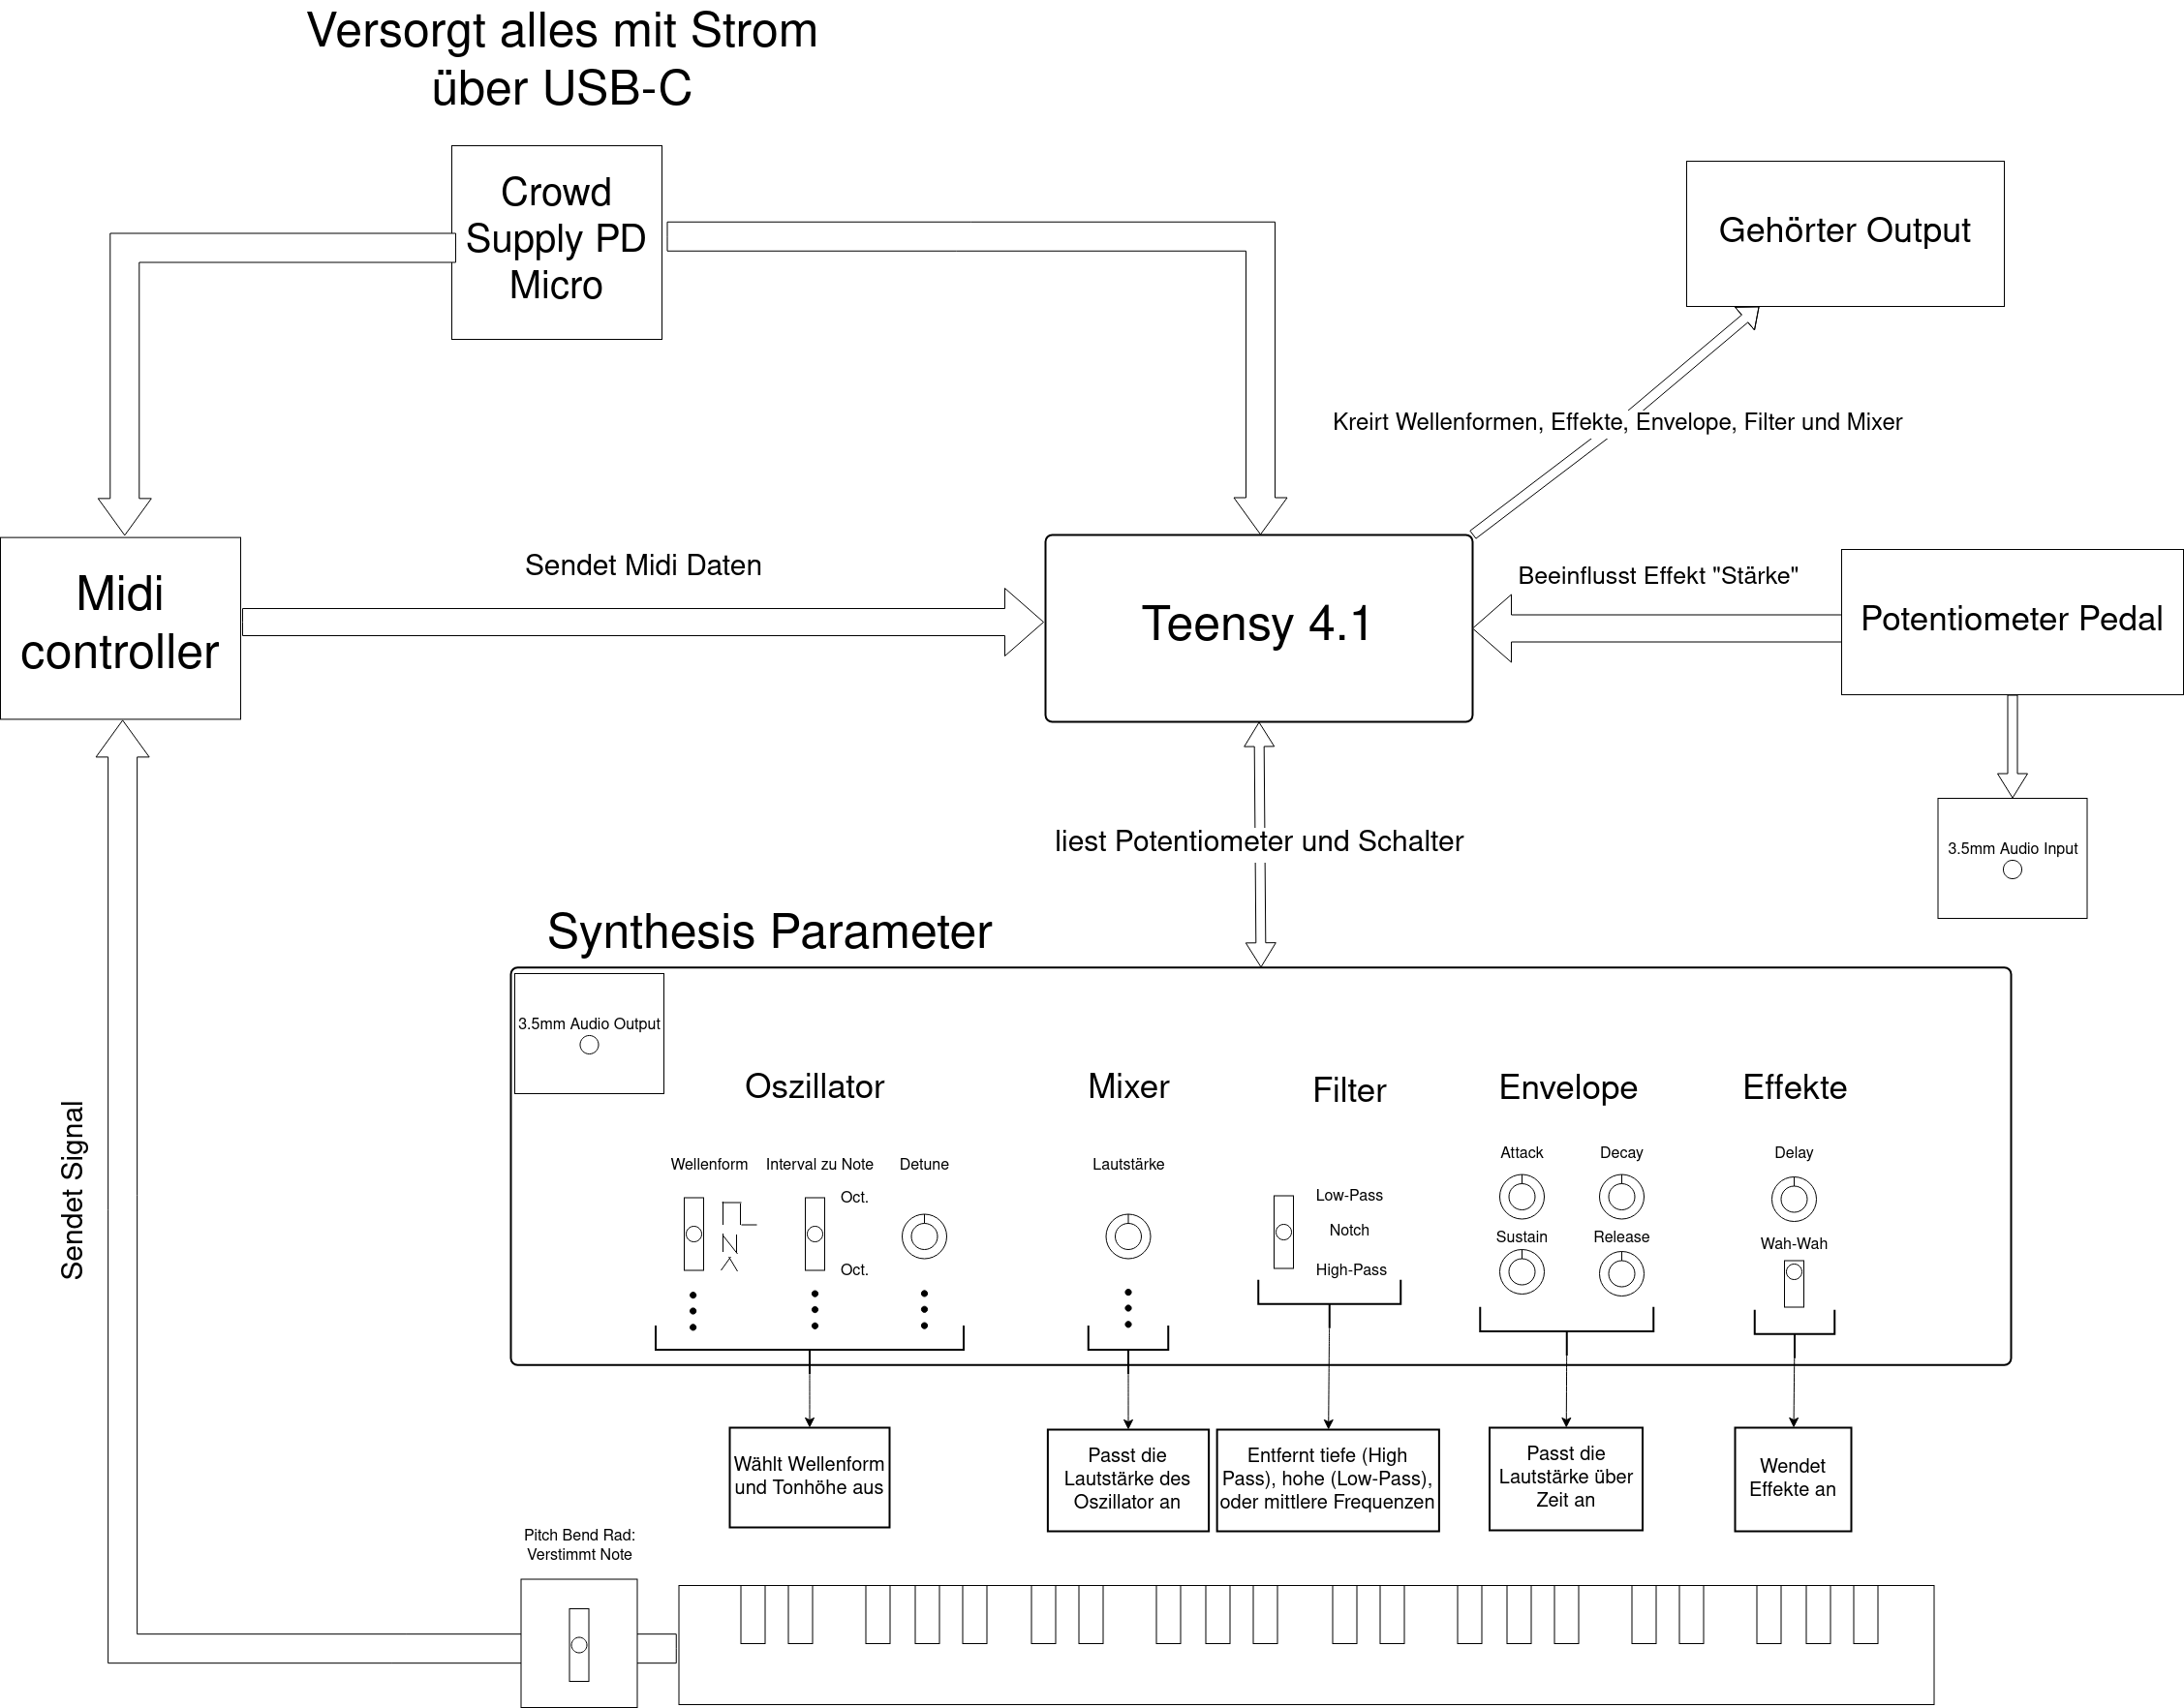 Versorgt alles mit Strom
über USB-C
Crowd
Supply PD
Micro
Gehörter Output
Kreirt Wellenformen, Effekte, Envelope, Filter und Mixer
Midi
controller
Sendet Midi Daten
Teensy 4.1
Beeinflusst Effekt "Stärke"
Potentiometer Pedal
liest Potentiometer und Schalter
3.5mm Audio Input
Synthesis Parameter
3.5mm Audio Output
Sendet Signal
Oszillator
Mixer
Filter
Envelope
Effekte
Wellenform
Interval zu Note
Detune
Oct.
Oct.
Lautstärke
Low-Pass
Notch
High-Pass
Attack
Decay
Sustain
Release
Delay
Wah-Wah
Wählt Wellenform
und Tonhöhe aus
Passt die
Lautstärke des
Oszillator an
Entfernt tiefe (High
Pass), hohe (Low-Pass),
oder mittlere Frequenzen
Passt die
Lautstärke über
Zeit an
Wendet
Effekte an
Pitch Bend Rad:
Verstimmt Note